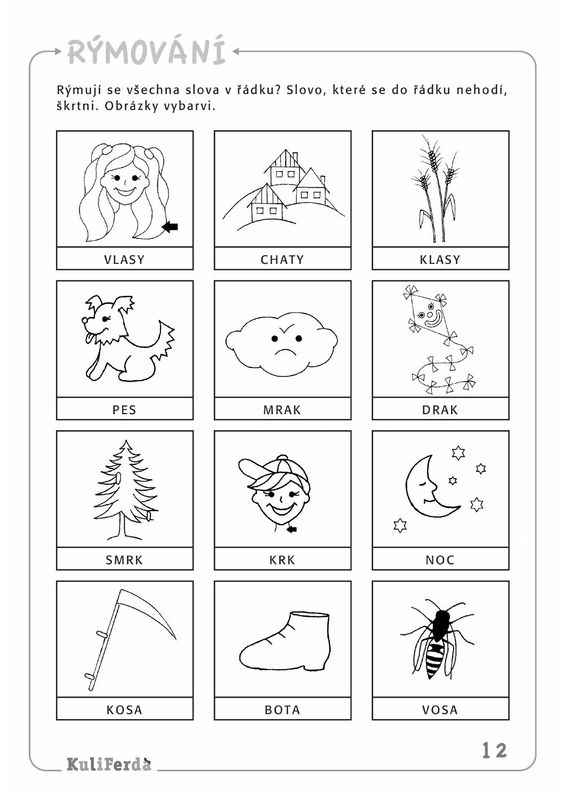 RÝMOVÁNÍ
Rýmují se všechna slova v řádku? Slovo, které se do řádku nehodí,
škrtni. Obrázky vybarvi.
VLASY CHATY KLASY
PES MRAK DRAK
SMRK KRK NOC
KOSA BOTA VOSA
12
KuliFerda